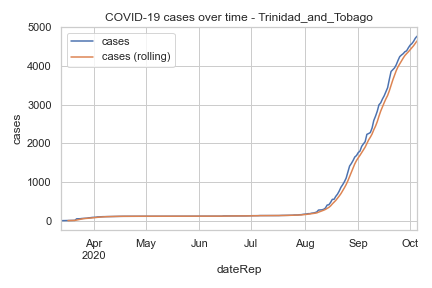 COVID-19 cases over time - Trinidad_and_Tobago
cases
cases (rolling)
5000
4000
3000
2000
1000
0
cases
Apr
2020
May
Jun
Jul
Aug
Sep
Oct
dateRep